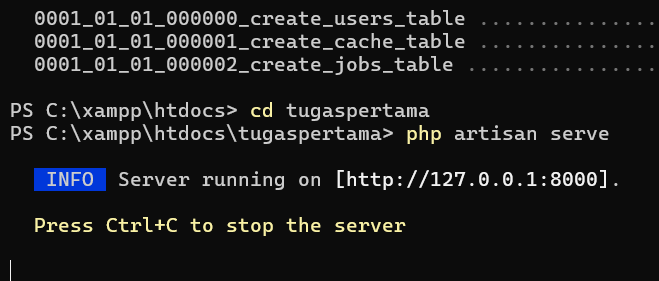 0001_01_01_000000_create_users_table ...............
0001_01_01_000001_create_cache_table ...............
0001_01_01_000002_create_jobs_table ................
PS C:\xampp\htdocs> cd tugaspertama
PS C:\xampp\htdocs\tugaspertama> php artisan serve
INFO Server running on [http://127.0.0.1:8000].
Press Ctrl+C to stop the server